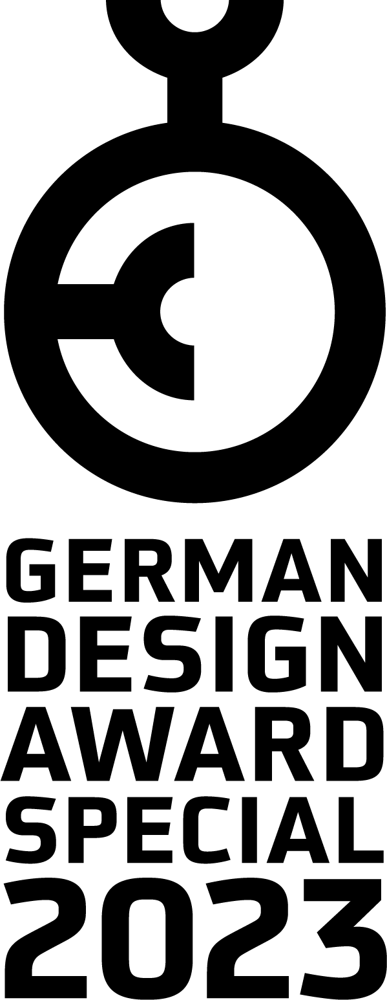 GERMAN
DESIGN
AWARD
SPECIAL
2023